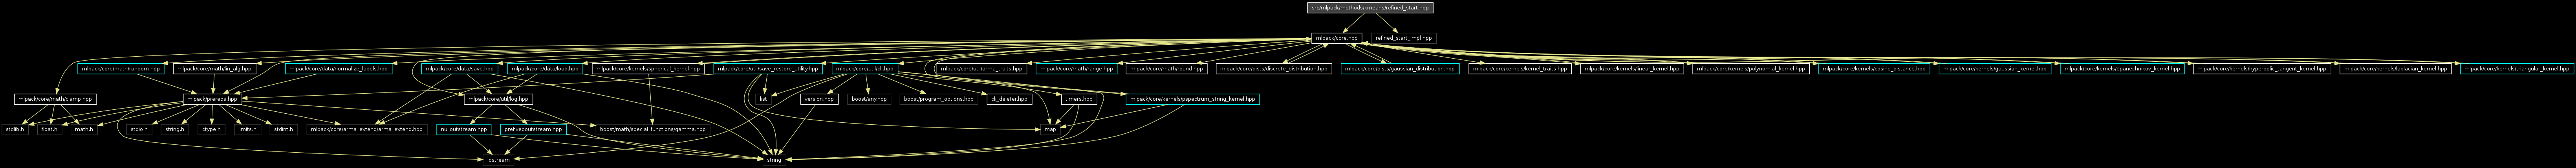 src/mlpack/methods/kmeans/refined_start.hpp
mlpack/core.hpp
refined_start_impl.hpp
mlpack/core/math/random.hpp
mlpack/core/math/lin_alg.hpp
mlpack/core/data/normalize_labels.hpp
mlpack/core/data/save.hpp
mlpack/core/data/load.hpp
mlpack/core/kernels/spherical_kernel.hpp
mlpack/core/util/save_restore_utility.hpp
mlpack/core/util/cli.hpp
mlpack/core/util/arma_traits.hpp
mlpack/core/math/range.hpp
mlpack/core/math/round.hpp
mlpack/core/dists/discrete_distribution.hpp
mlpack/core/dists/gaussian_distribution.hpp
mlpack/core/kernels/kernel_traits.hpp
mlpack/core/kernels/linear_kernel.hpp
mlpack/core/kernels/polynomial_kernel.hpp
mlpack/core/kernels/cosine_distance.hpp
mlpack/core/kernels/gaussian_kernel.hpp
mlpack/core/kernels/epanechnikov_kernel.hpp
mlpack/core/kernels/hyperbolic_tangent_kernel.hpp
mlpack/core/kernels/laplacian_kernel.hpp
mlpack/core/kernels/triangular_kernel.hpp
mlpack/core/math/clamp.hpp
mlpack/prereqs.hpp
mlpack/core/util/log.hpp
list
version.hpp
boost/any.hpp
boost/program_options.hpp
cli_deleter.hpp
timers.hpp
mlpack/core/kernels/pspectrum_string_kernel.hpp
stdlib.h
float.h
math.h
stdio.h
string.h
ctype.h
limits.h
stdint.h
mlpack/core/arma_extend/arma_extend.hpp
nulloutstream.hpp
prefixedoutstream.hpp
boost/math/special_functions/gamma.hpp
map
iostream
string